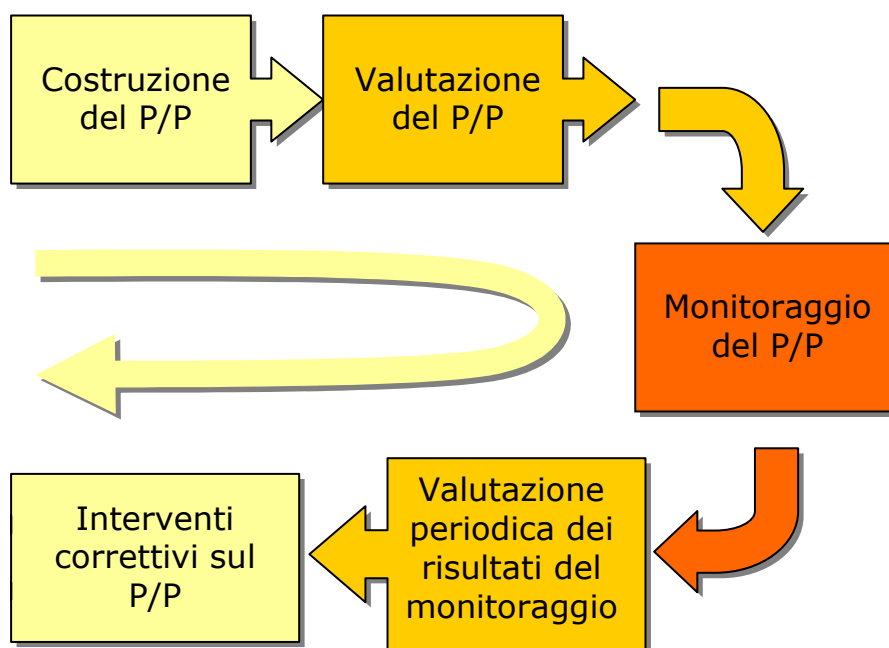 Costruzione
del P/P
Valutazione
del P/P
Monitoraggio
del P/P
Valutazione
periodica dei
risultati del
monitoraggio
Interventi
correttivi sul
P/P